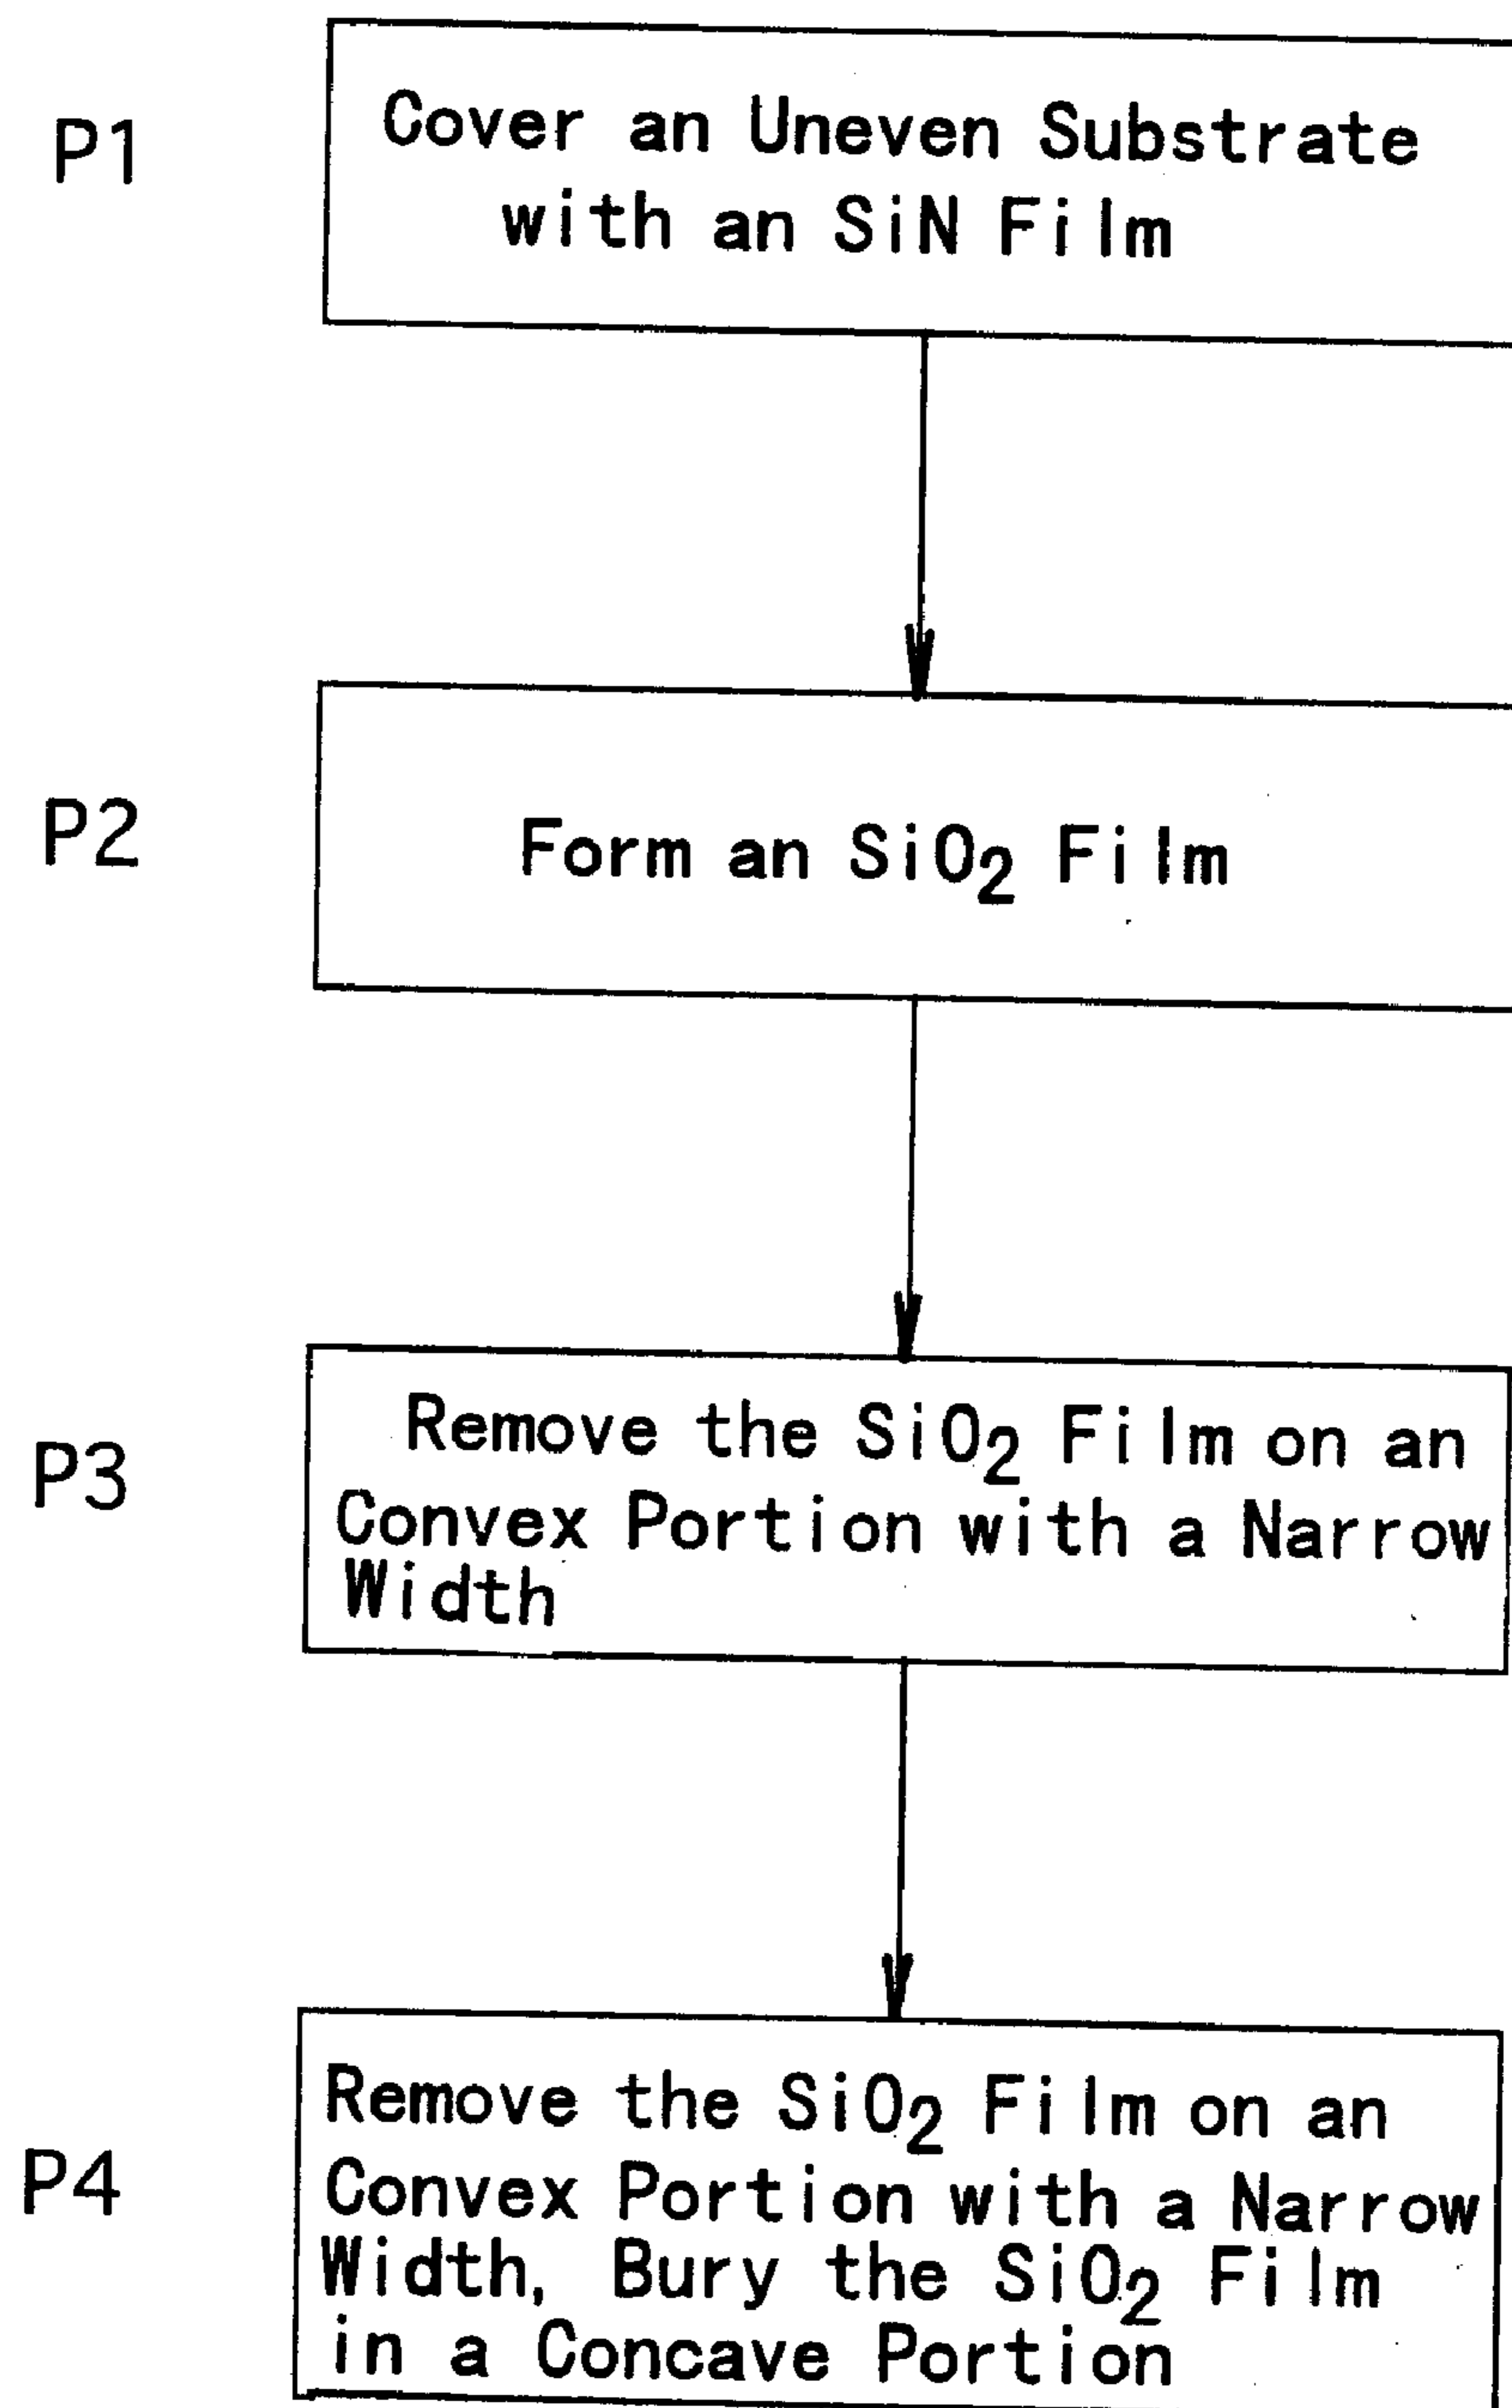 P1
Cover an Uneven Substrate
with an SiN Film
P2
Form an SiO2 Film
P3
Remove the SiO2 Film on an
Convex Portion with a Narrow
Width
P4
Remove the SiO2 Film on an
Convex Portion with a Narrow
Width, Bury the SiO2 Film
in a Concave Portion